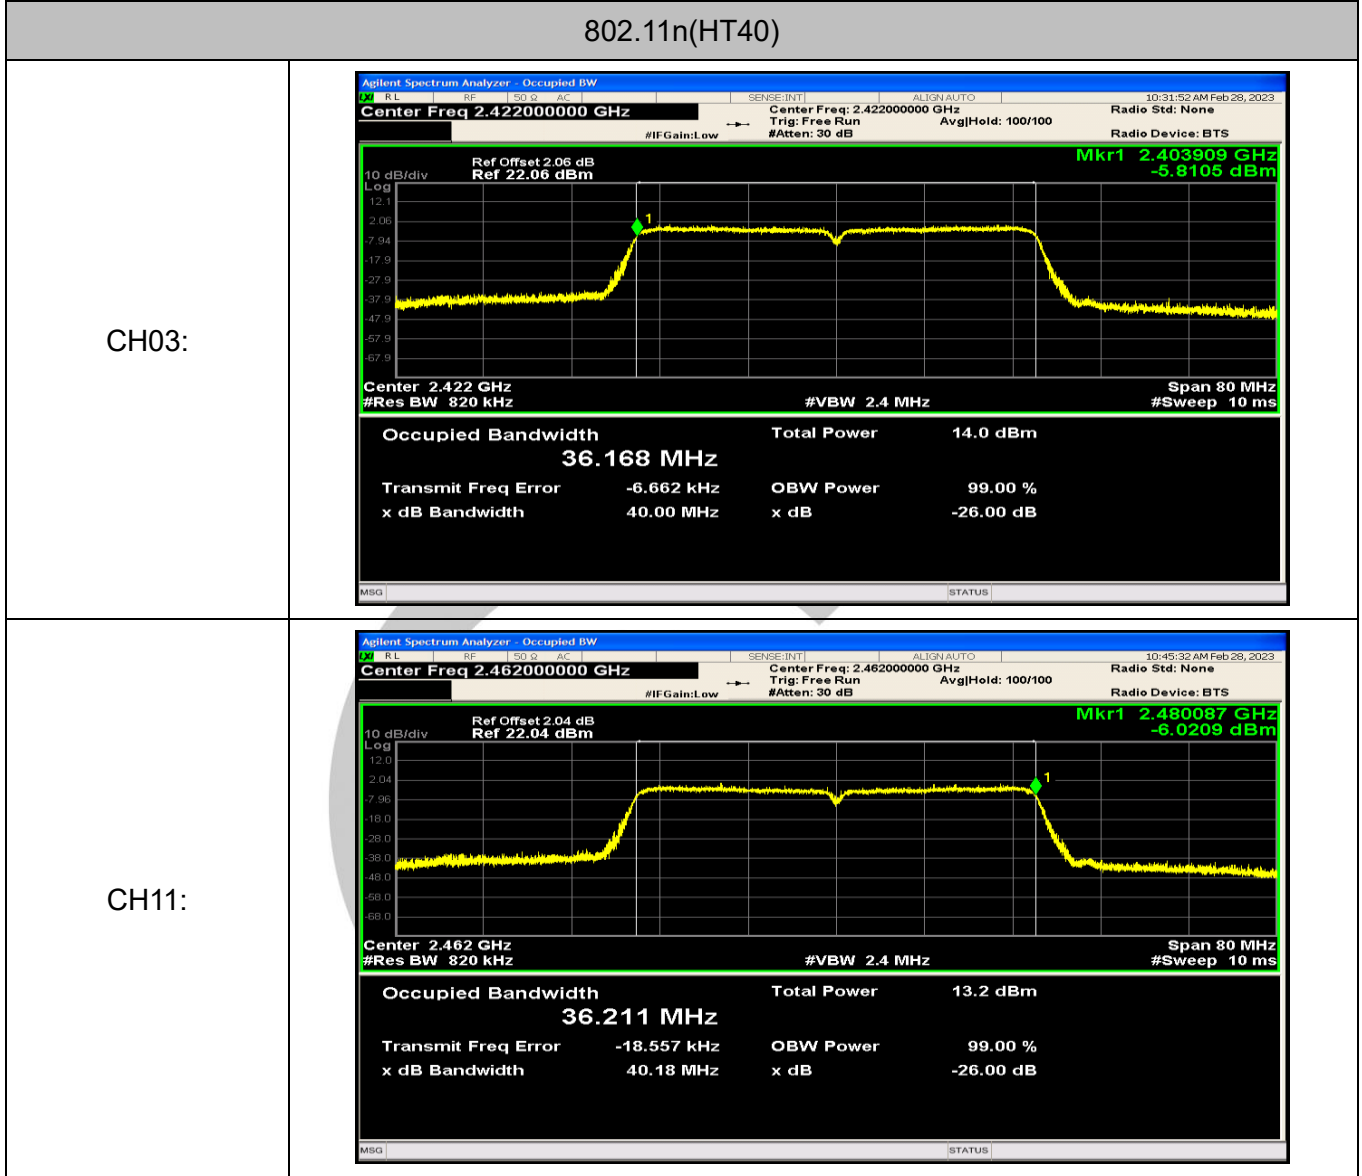 802.11n(HT40)
CH03:
Agilent Spectrum Analyzer - Occupied BW
LXI RL RF 50 Ω AC SENSE:INT ALIGN AUTO 10:31:52 AM Feb 28, 2023
Center Freq 2.422000000 GHz Center Freq: 2.422000000 GHz Radio Std: None
Trig: Free Run Avg|Hold: 100/100
#IFGain:Low #Atten: 30 dB Radio Device: BTS
Mkr1 2.403909 GHz
-5.8105 dBm
Ref Offset 2.06 dB
10 dB/div Ref 22.06 dBm
Log
12.1
2.06
-7.94
-17.9
-27.9
-37.9
-47.9
-57.9
-67.9
1
Center 2.422 GHz Span 80 MHz
#Res BW 820 kHz #VBW 2.4 MHz #Sweep 10 ms
Occupied Bandwidth Total Power 14.0 dBm
36.168 MHz
Transmit Freq Error -6.662 kHz OBW Power 99.00 %
x dB Bandwidth 40.00 MHz x dB -26.00 dB
MSG STATUS
CH11:
Agilent Spectrum Analyzer - Occupied BW
LXI RL RF 50 Ω AC SENSE:INT ALIGN AUTO 10:45:32 AM Feb 28, 2023
Center Freq 2.462000000 GHz Center Freq: 2.462000000 GHz Radio Std: None
Trig: Free Run Avg|Hold: 100/100
#IFGain:Low #Atten: 30 dB Radio Device: BTS
Mkr1 2.480087 GHz
-6.0209 dBm
Ref Offset 2.04 dB
10 dB/div Ref 22.04 dBm
Log
12.0
2.04
-7.96
-18.0
-28.0
-38.0
-48.0
-58.0
-68.0
1
Center 2.462 GHz Span 80 MHz
#Res BW 820 kHz #VBW 2.4 MHz #Sweep 10 ms
Occupied Bandwidth Total Power 13.2 dBm
36.211 MHz
Transmit Freq Error -18.557 kHz OBW Power 99.00 %
x dB Bandwidth 40.18 MHz x dB -26.00 dB
MSG STATUS